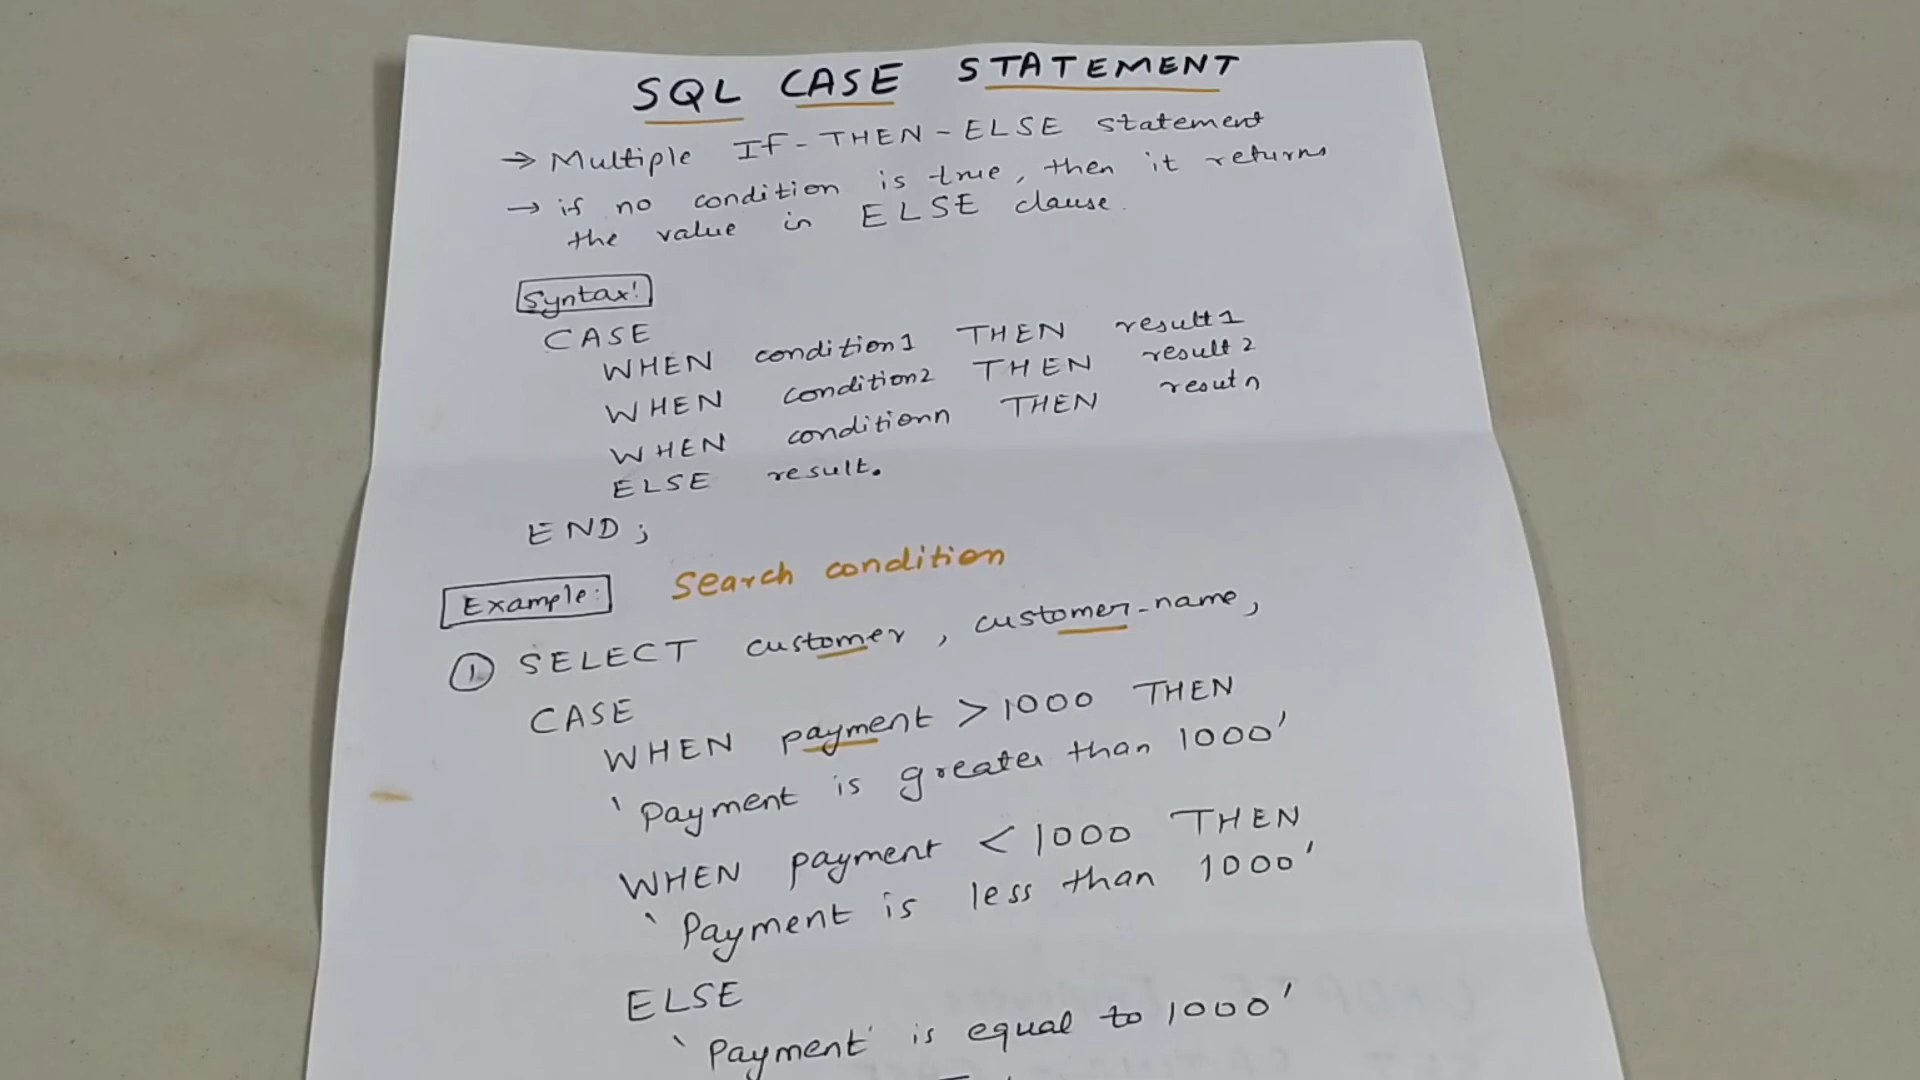 SQL CASE STATEMENT
→ Multiple If-THEN-ELSE statement
→ if no condition is true, then it returns
the value in ELSE clause.
Syntax:
CASE
WHEN condition1 THEN result1
WHEN condition2 THEN result2
WHEN conditionn THEN resutn
ELSE result.
END;
Example: Search condition
① SELECT customer, customer_name,
CASE
WHEN payment > 1000 THEN
'Payment is greater than 1000'
WHEN payment < 1000 THEN
'Payment is less than 1000'
ELSE
'Payment is equal to 1000'